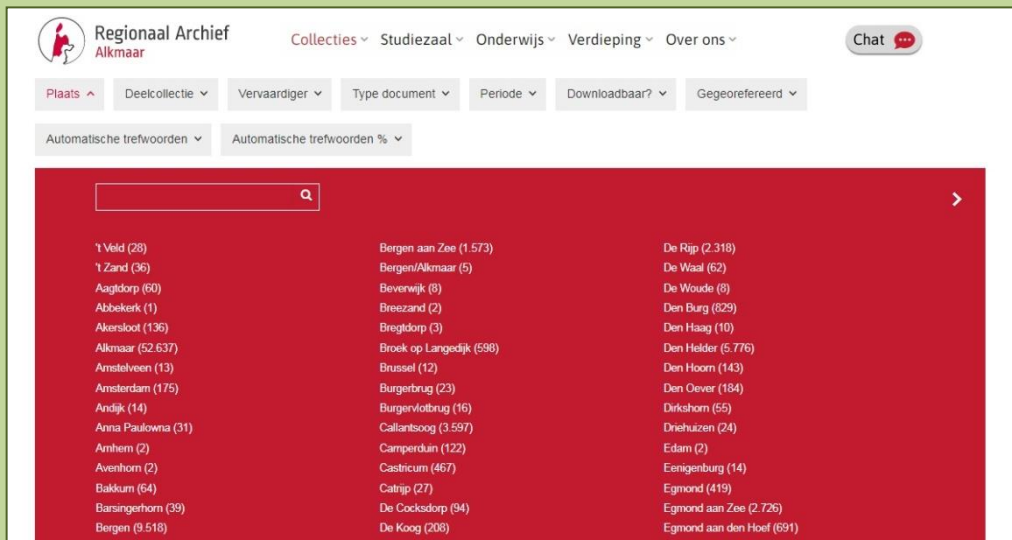 Regionaal Archief
Alkmaar
Collecties Studiezaal Onderwijs Verdieping Over ons
Chat
Plaats Deelcollectie Vervaardiger Type document Periode Downloadbaar? Gegeorefereerd
Automatische trefwoorden Automatische trefwoorden %
't Veld (28)
't Zand (36)
Aagtdorp (60)
Abbekerk (1)
Akersloot (136)
Alkmaar (52.637)
Amstelveen (13)
Amsterdam (175)
Andijk (14)
Anna Paulowna (31)
Arnhem (2)
Avenhorn (2)
Bakkum (64)
Barsingerhorn (39)
Bergen (9.518)
Bergen aan Zee (1.573)
Bergen/Alkmaar (5)
Beverwijk (8)
Breezand (2)
Bregtdorp (3)
Broek op Langedijk (598)
Brussel (12)
Burgerbrug (23)
Burgervlotbrug (16)
Callantsoog (3.597)
Camperduin (122)
Castricum (467)
Catrijp (27)
De Cocksdorp (94)
De Koog (208)
De Rijp (2.318)
De Waal (62)
De Woude (8)
Den Burg (829)
Den Haag (10)
Den Helder (5.776)
Den Hoorn (143)
Den Oever (184)
Dirkshorn (55)
Driehuizen (24)
Edam (2)
Eenigenburg (14)
Egmond (419)
Egmond aan Zee (2.726)
Egmond aan den Hoef (691)